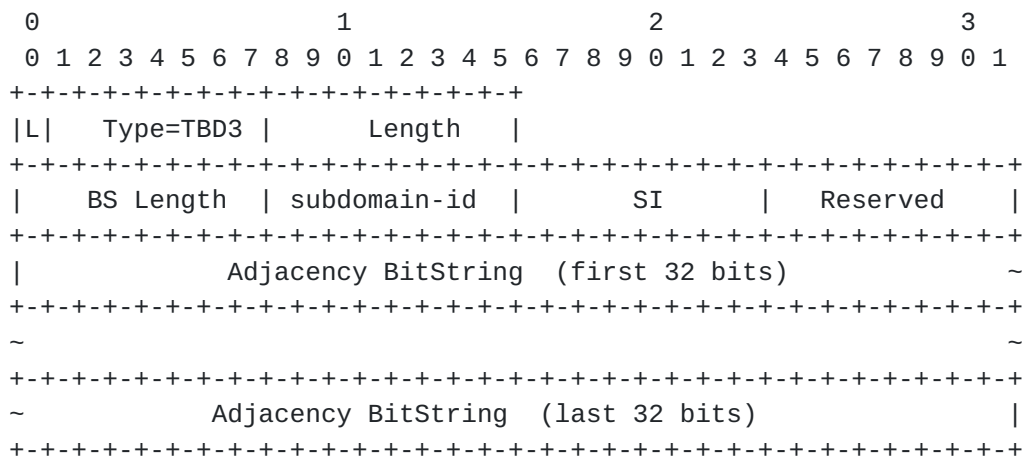 0                   1                   2                   3
 0 1 2 3 4 5 6 7 8 9 0 1 2 3 4 5 6 7 8 9 0 1 2 3 4 5 6 7 8 9 0 1
+-+-+-+-+-+-+-+-+-+-+-+-+-+-+-+-+
|L|   Type=TBD3 |      Length   |
+-+-+-+-+-+-+-+-+-+-+-+-+-+-+-+-+-+-+-+-+-+-+-+-+-+-+-+-+-+-+-+-+
|    BS Length  | subdomain-id  |       SI      |   Reserved    |
+-+-+-+-+-+-+-+-+-+-+-+-+-+-+-+-+-+-+-+-+-+-+-+-+-+-+-+-+-+-+-+-+
|             Adjacency BitString  (first 32 bits)              ~
+-+-+-+-+-+-+-+-+-+-+-+-+-+-+-+-+-+-+-+-+-+-+-+-+-+-+-+-+-+-+-+-+
~                                                               ~
+-+-+-+-+-+-+-+-+-+-+-+-+-+-+-+-+-+-+-+-+-+-+-+-+-+-+-+-+-+-+-+-+
~            Adjacency BitString  (last 32 bits)                |
+-+-+-+-+-+-+-+-+-+-+-+-+-+-+-+-+-+-+-+-+-+-+-+-+-+-+-+-+-+-+-+-+